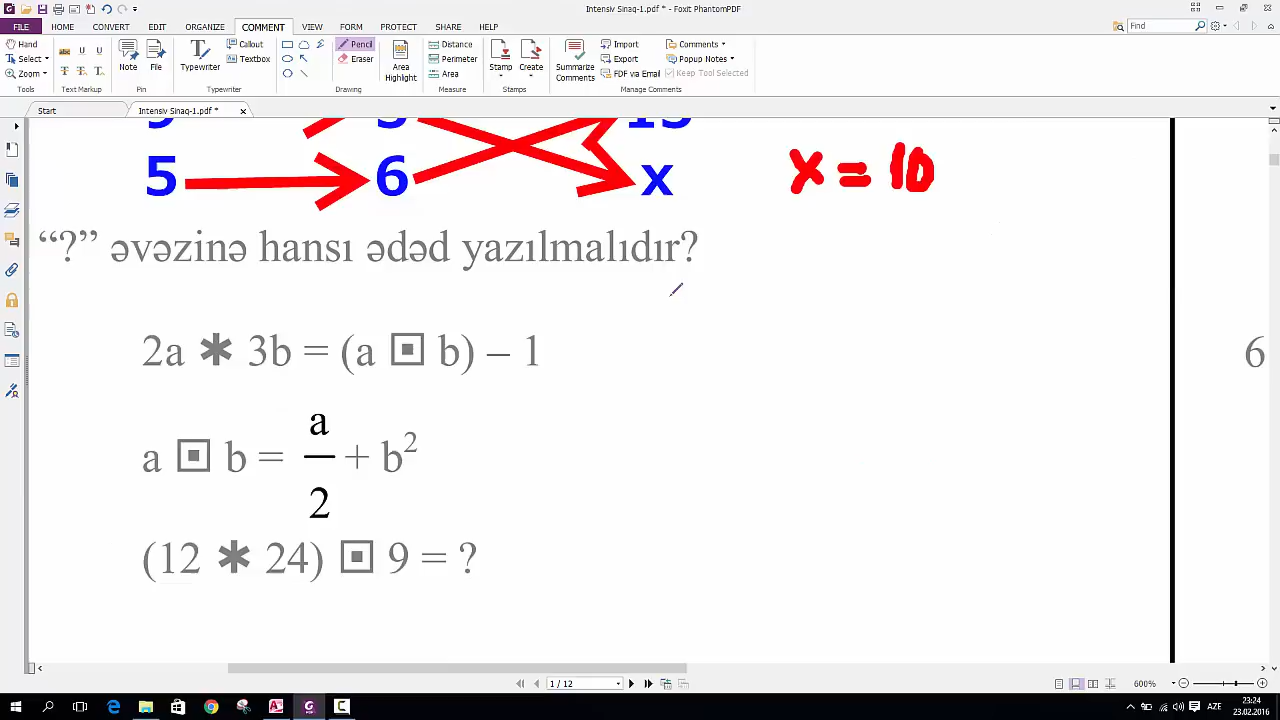 Intensiv Sinaq-1.pdf * - Foxit PhantomPDF
FILE HOME CONVERT EDIT ORGANIZE COMMENT VIEW FORM PROTECT SHARE HELP
Find
Hand
Select
Zoom
Tools
Text Markup
Note
File
Typewriter
Callout
Textbox
Typewriter
Pencil
Eraser
Area Highlight
Drawing
Distance
Perimeter
Area
Measure
Stamp
Create
Stamps
Summarize Comments
Import
Export
PDF via Email
Comments
Popup Notes
Keep Tool Selected
Manage Comments
Start
Intensiv Sinaq-1.pdf *
5 6 x
x = 10
“?” əvəzinə hansı ədəd yazılmalıdır?
2a ✱ 3b = (a ⊡ b) – 1
6
a ⊡ b = a/2 + b²
(12 ✱ 24) ⊡ 9 = ?
1 / 12
600%
AZE
23:24
23.02.2016